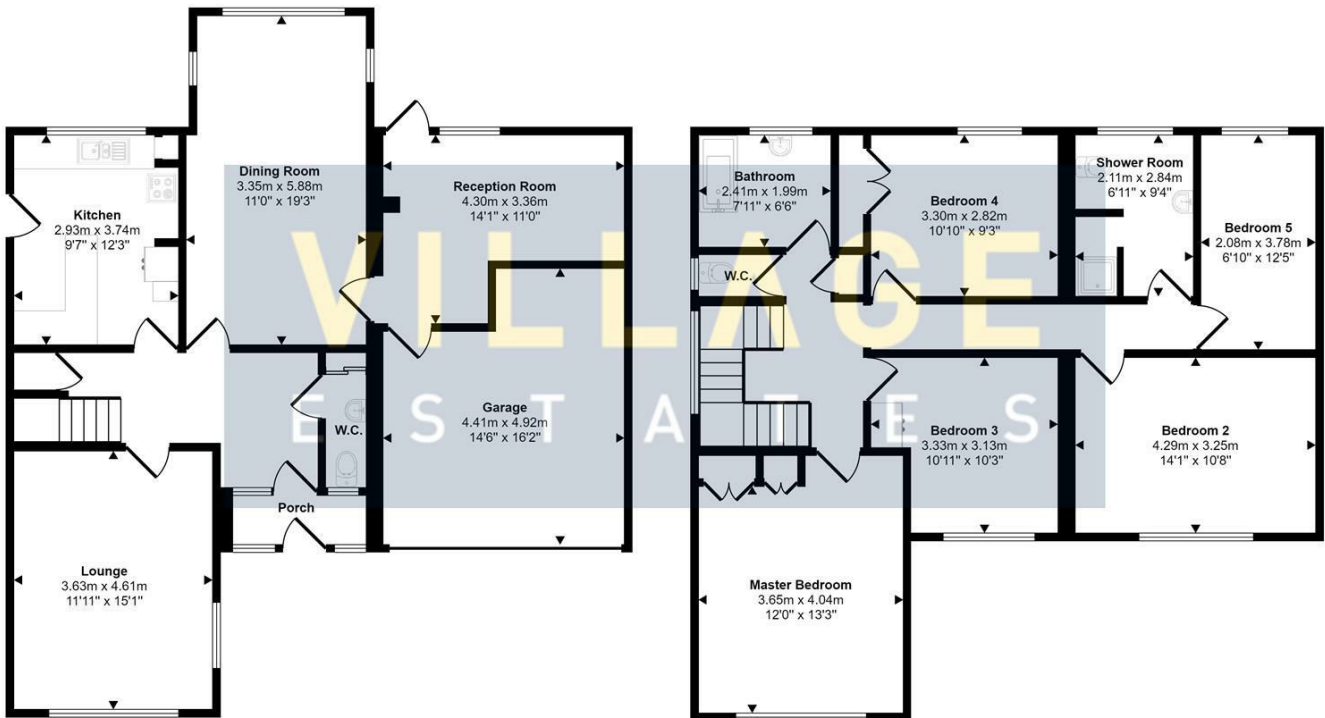 Dining Room
3.35m x 5.88m
11'0" x 19'3"
Kitchen
2.93m x 3.74m
9'7" x 12'3"
Reception Room
4.30m x 3.36m
14'1" x 11'0"
Garage
4.41m x 4.92m
14'6" x 16'2"
W.C.
Porch
Lounge
3.63m x 4.61m
11'11" x 15'1"
Bathroom
2.41m x 1.99m
7'11" x 6'6"
W.C.
Bedroom 4
3.30m x 2.82m
10'10" x 9'3"
Shower Room
2.11m x 2.84m
6'11" x 9'4"
Bedroom 5
2.08m x 3.78m
6'10" x 12'5"
Bedroom 3
3.33m x 3.13m
10'11" x 10'3"
Bedroom 2
4.29m x 3.25m
14'1" x 10'8"
Master Bedroom
3.65m x 4.04m
12'0" x 13'3"
VILLAGE
ESTATES